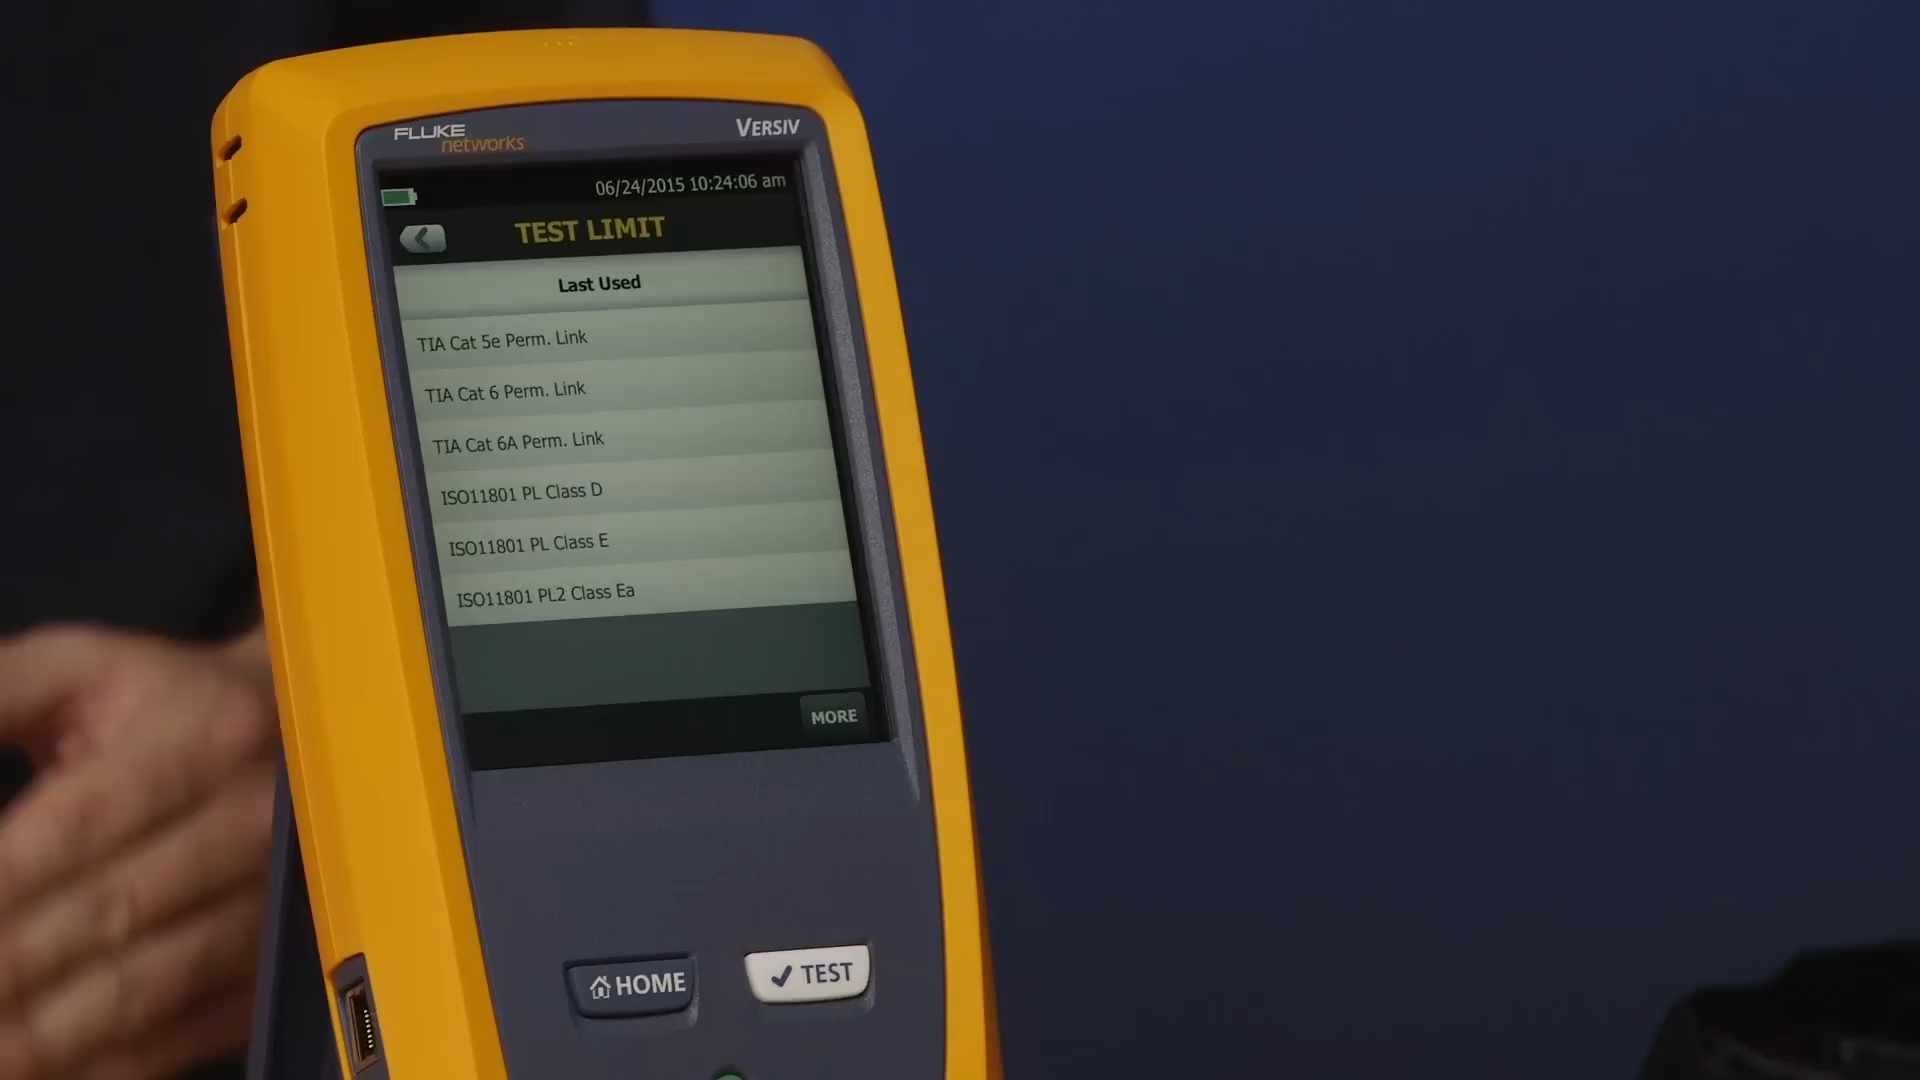 FLUKE
networks
VERSIV
06/24/2015 10:24:06 am
TEST LIMIT
Last Used
TIA Cat 5e Perm. Link
TIA Cat 6 Perm. Link
TIA Cat 6A Perm. Link
ISO11801 PL Class D
ISO11801 PL Class E
ISO11801 PL2 Class Ea
MORE
HOME
TEST